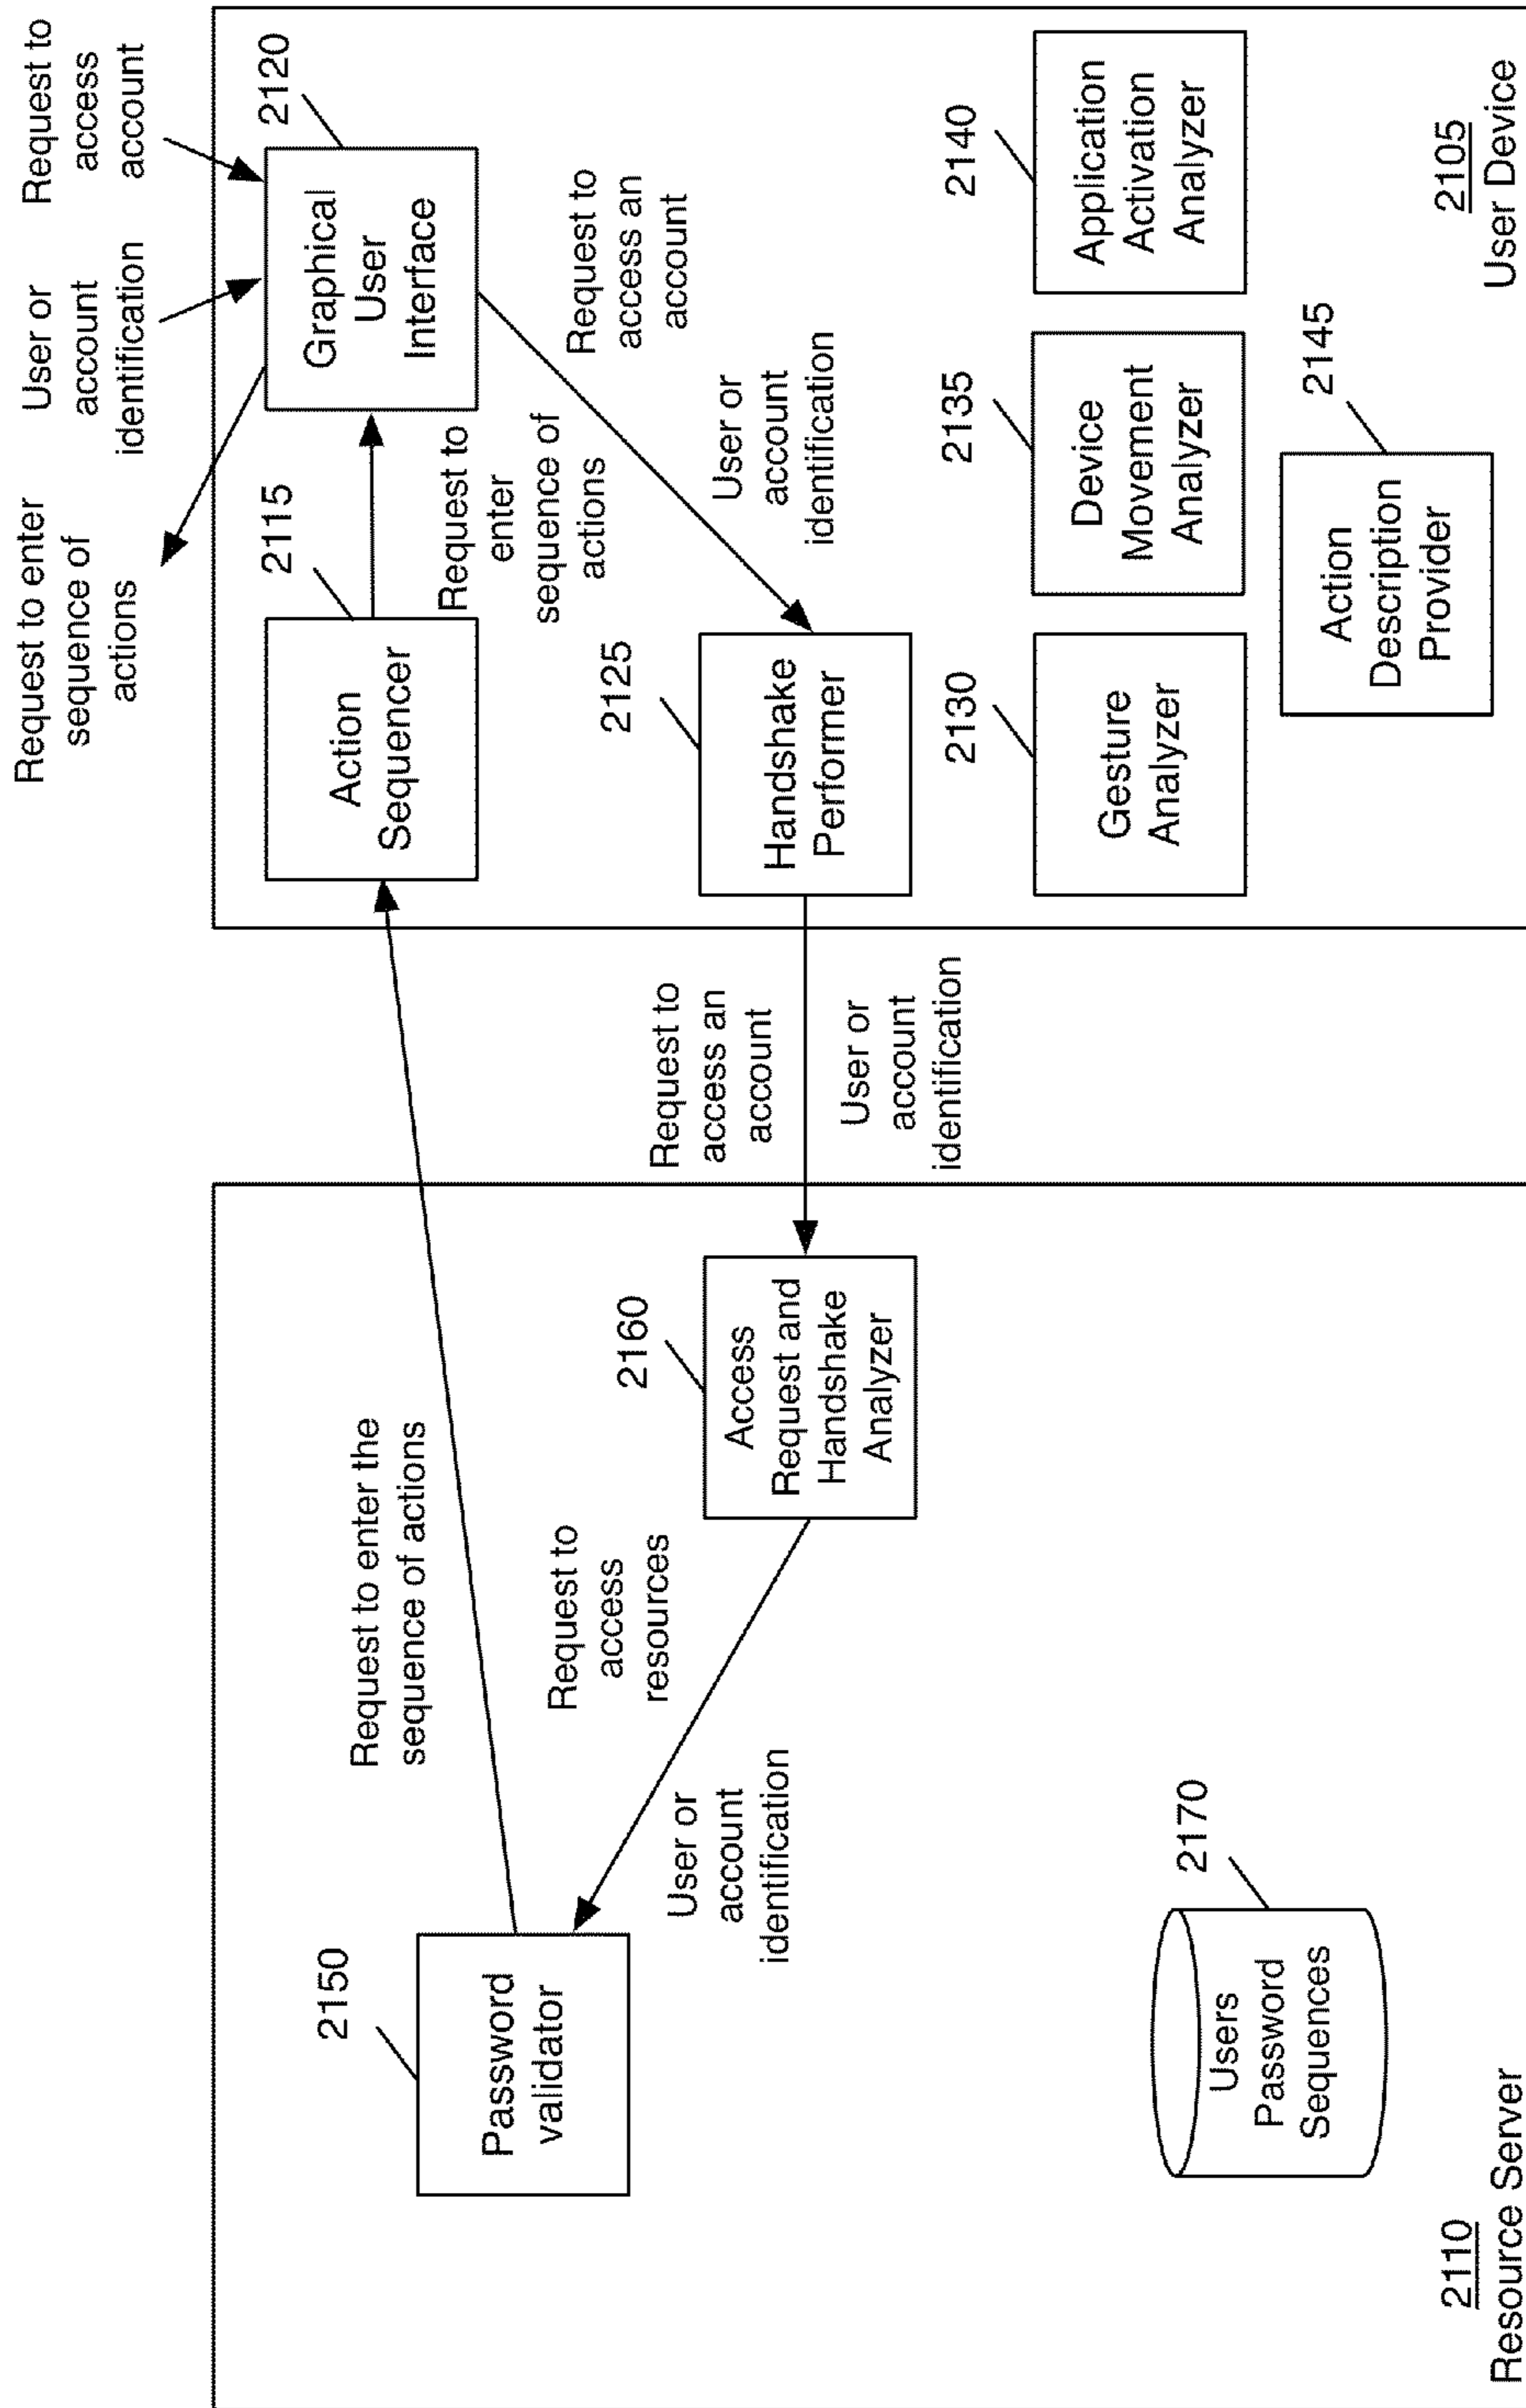 Request to enter
sequence of
actions
User or
account
identification
Request to
access
account
2115
Action
Sequencer
Request to
enter
sequence of
actions
2120
Graphical
User
Interface
Request to
access an
account
User or
account
identification
2125
Handshake
Performer
2130
Gesture
Analyzer
2135
Device
Movement
Analyzer
2140
Application
Activation
Analyzer
2145
Action
Description
Provider
2105
User Device
Request to
access an
account
User or
account
identification
Request to enter the
sequence of actions
2160
Access
Request and
Handshake
Analyzer
Request to
access
resources
User or
account
identification
2150
Password
validator
2170
Users
Password
Sequences
2110
Resource Server